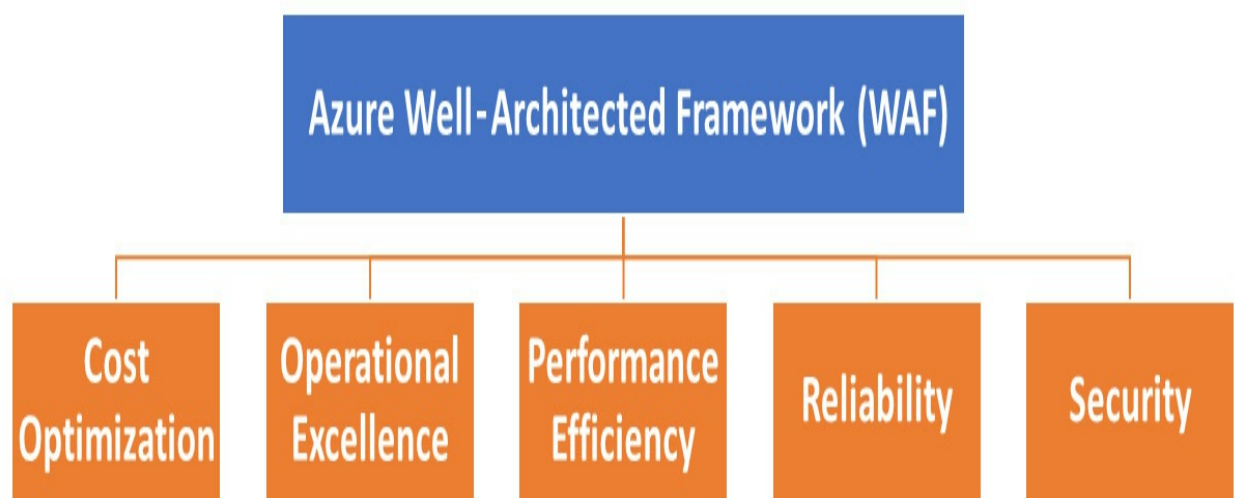 Azure Well-Architected Framework (WAF)
Cost
Optimization
Operational
Excellence
Performance
Efficiency
Reliability
Security